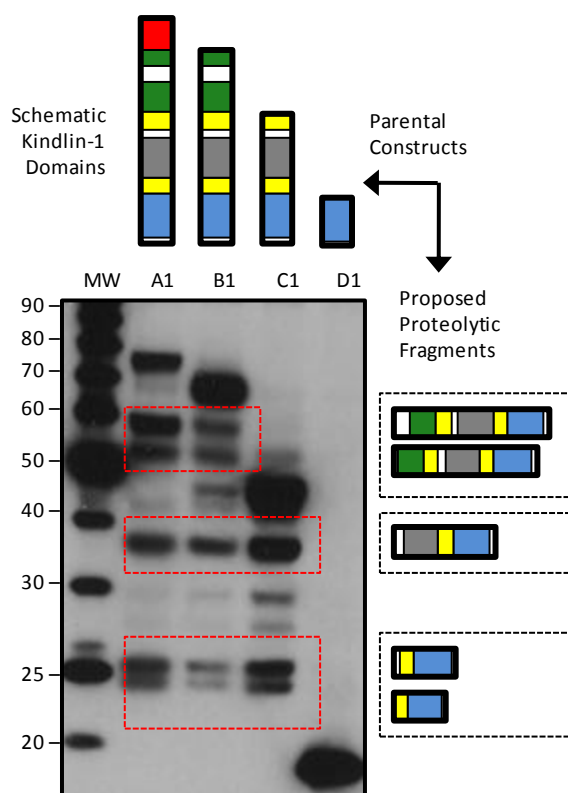 Schematic
Kindlin-1
Domains
Parental
Constructs
MW A1 B1 C1 D1
Proposed
Proteolytic
Fragments
90
80
70
60
50
40
30
25
20